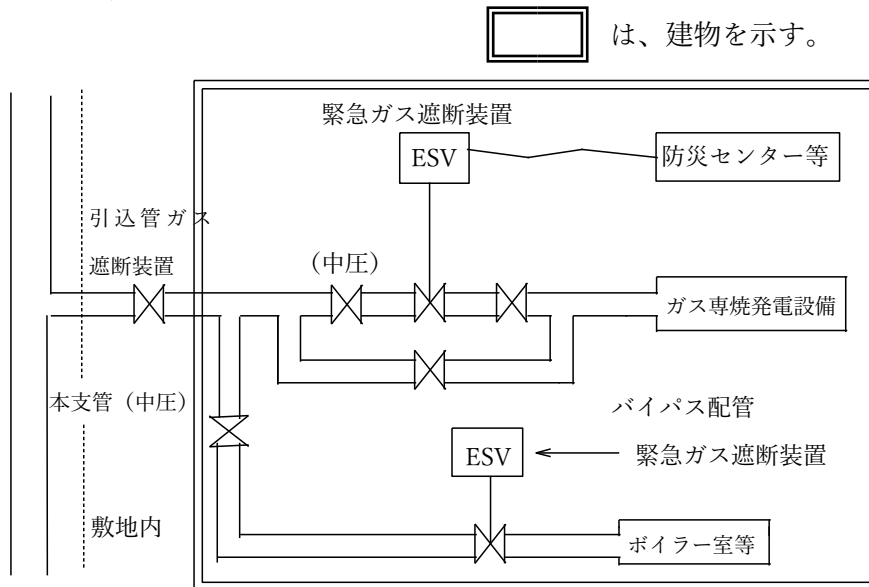 は、建物を示す。
緊急ガス遮断装置
ESV
防災センター等
引込管ガス
遮断装置
(中圧)
ガス専焼発電設備
本支管(中圧)
バイパス配管
ESV
緊急ガス遮断装置
敷地内
ボイラー室等